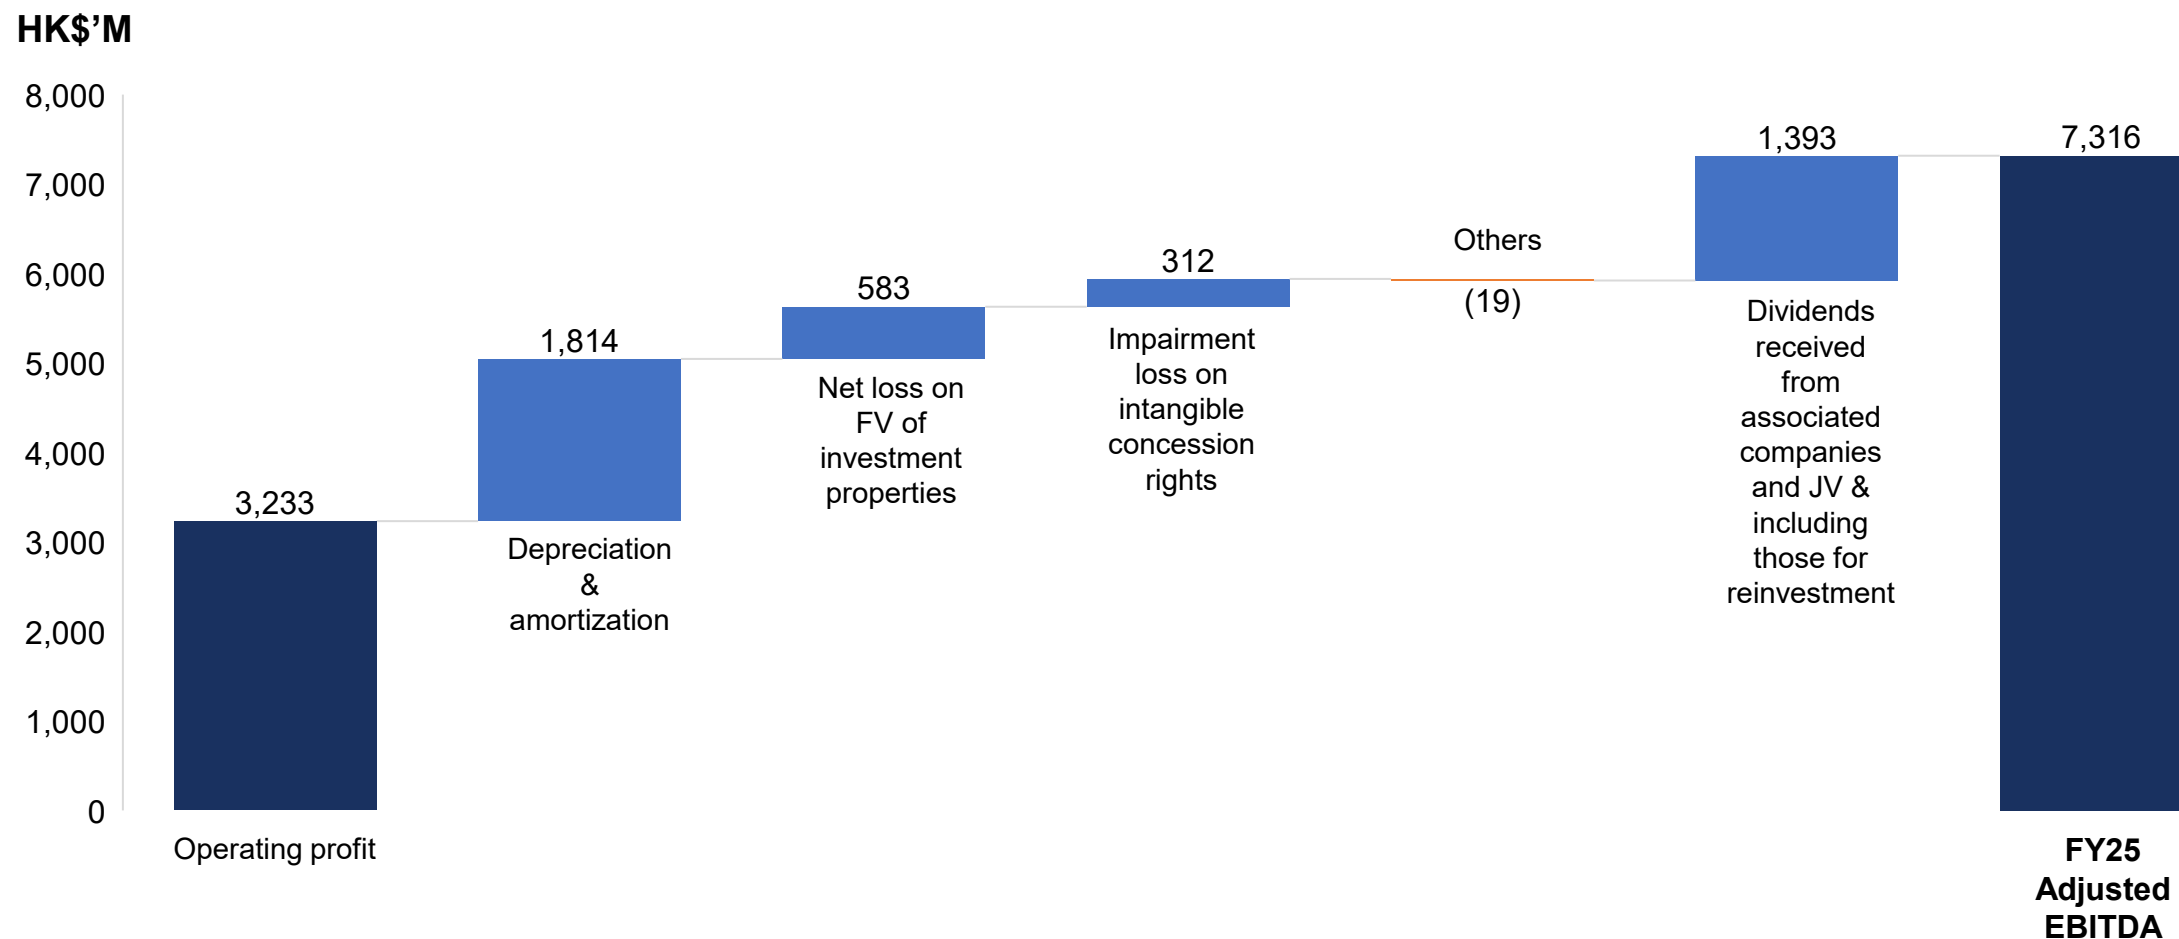 HK$’M
8,000
7,000
6,000
5,000
4,000
3,000
2,000
1,000
0
3,233
Operating profit
1,814
Depreciation
&
amortization
583
Net loss on
FV of
investment
properties
312
Impairment
loss on
intangible
concession
rights
Others
(19)
1,393
Dividends
received
from
associated
companies
and JV &
including
those for
reinvestment
7,316
FY25
Adjusted
EBITDA